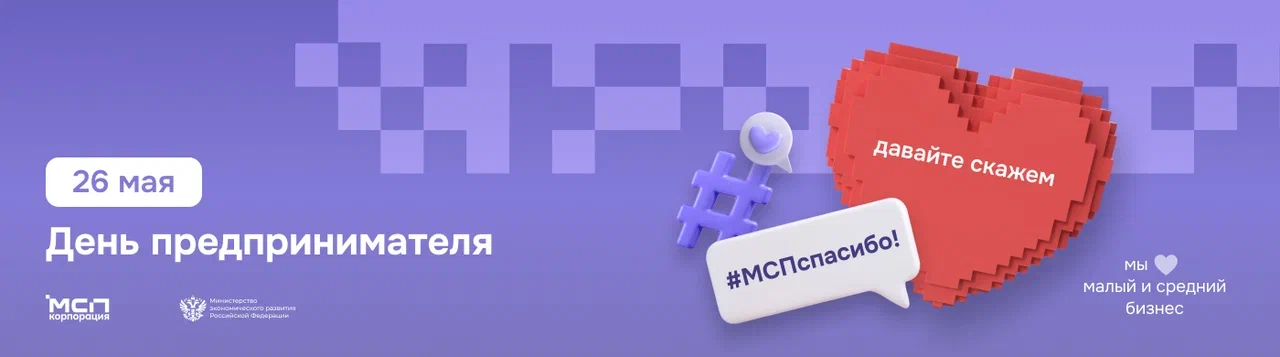 26 мая
День предпринимателя
МСП
корпорация
Министерство
экономического развития
Российской Федерации
давайте скажем
#МСПспасибо!
мы
малый и средний
бизнес